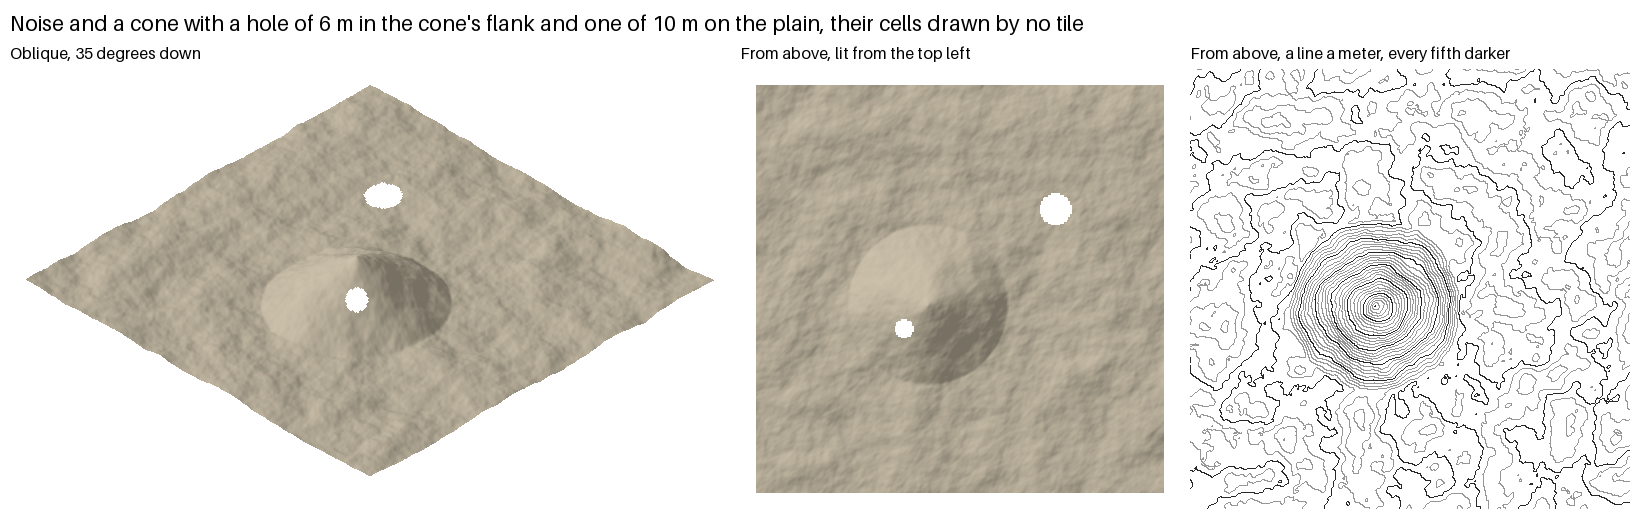 Noise and a cone with a hole of 6 m in the cone's flank and one of 10 m on the plain, their cells drawn by no tile
Oblique, 35 degrees down
From above, lit from the top left
From above, a line a meter, every fifth darker